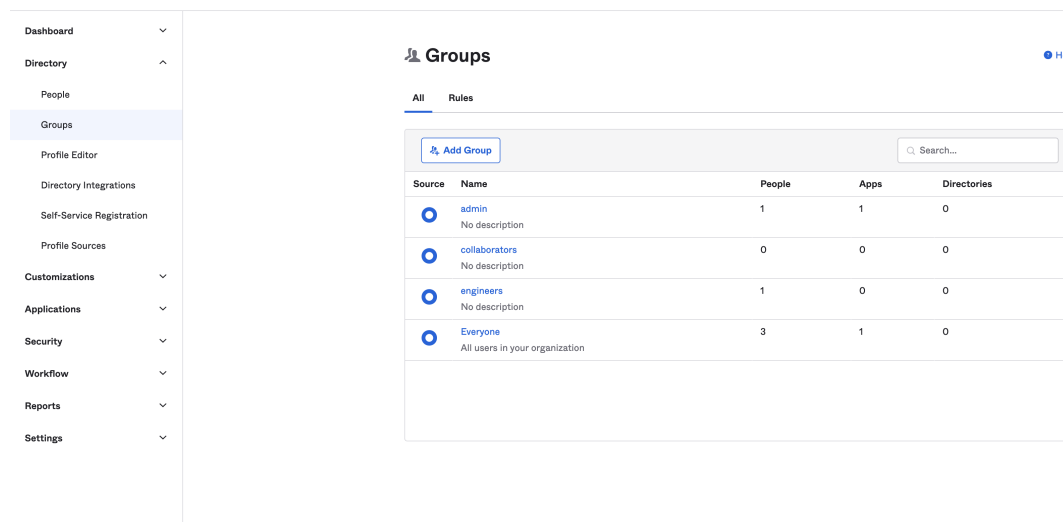 Dashboard
Directory
People
Groups
Profile Editor
Directory Integrations
Self-Service Registration
Profile Sources
Customizations
Applications
Security
Workflow
Reports
Settings
Groups
H
All Rules
Add Group
Search...
Source Name People Apps Directories
admin 1 1 0
No description
collaborators 0 0 0
No description
engineers 1 0 0
No description
Everyone 3 1 0
All users in your organization